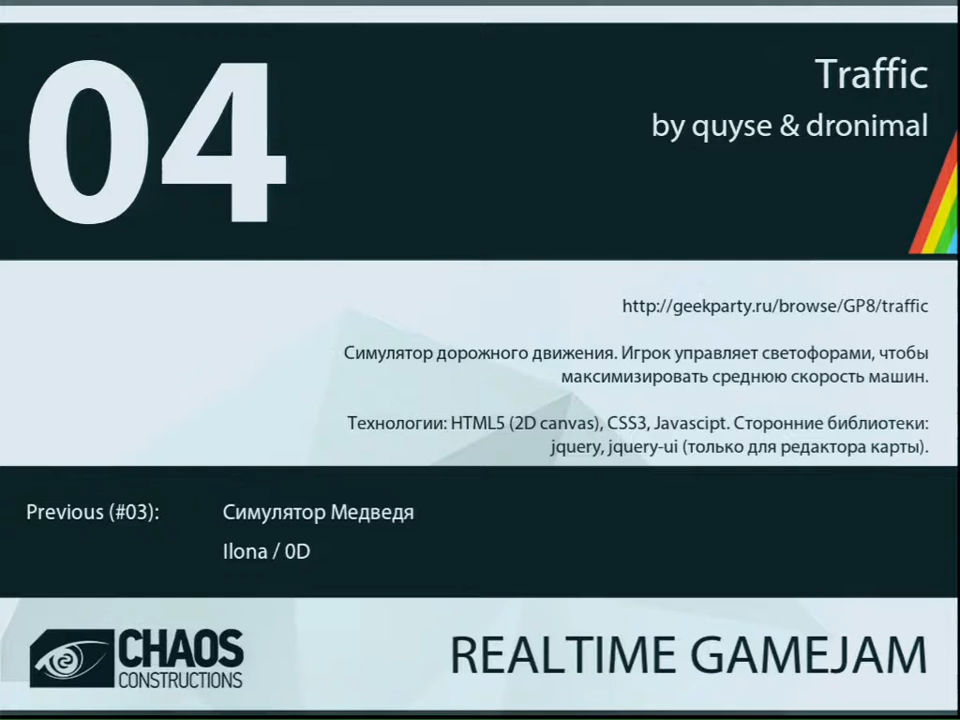 04
Traffic
by quyse & dronimal
http://geekparty.ru/browse/GP8/traffic
Симулятор дорожного движения. Игрок управляет светофорами, чтобы
максимизировать среднюю скорость машин.
Технологии: HTML5 (2D canvas), CSS3, Javascipt. Сторонние библиотеки:
jquery, jquery-ui (только для редактора карты).
Previous (#03): Симулятор Медведя
Ilona / 0D
CHAOS
CONSTRUCTIONS
REALTIME GAMEJAM